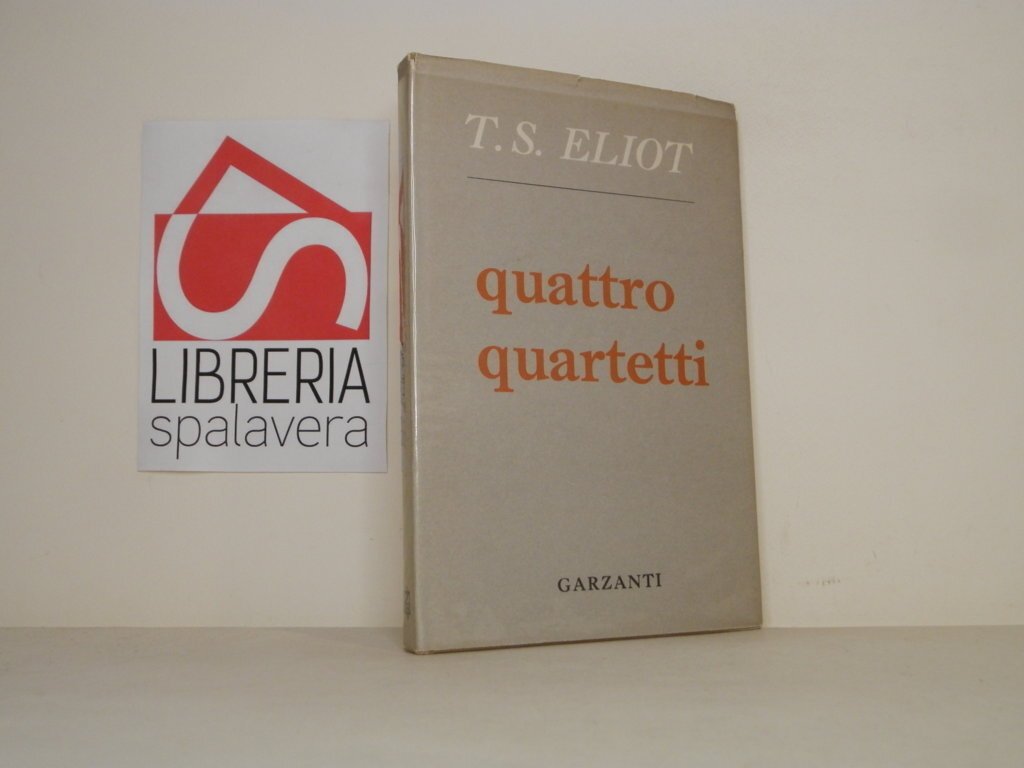 LIBRERIA
spalavera
T. S. ELIOT
quattro
quartetti
GARZANTI